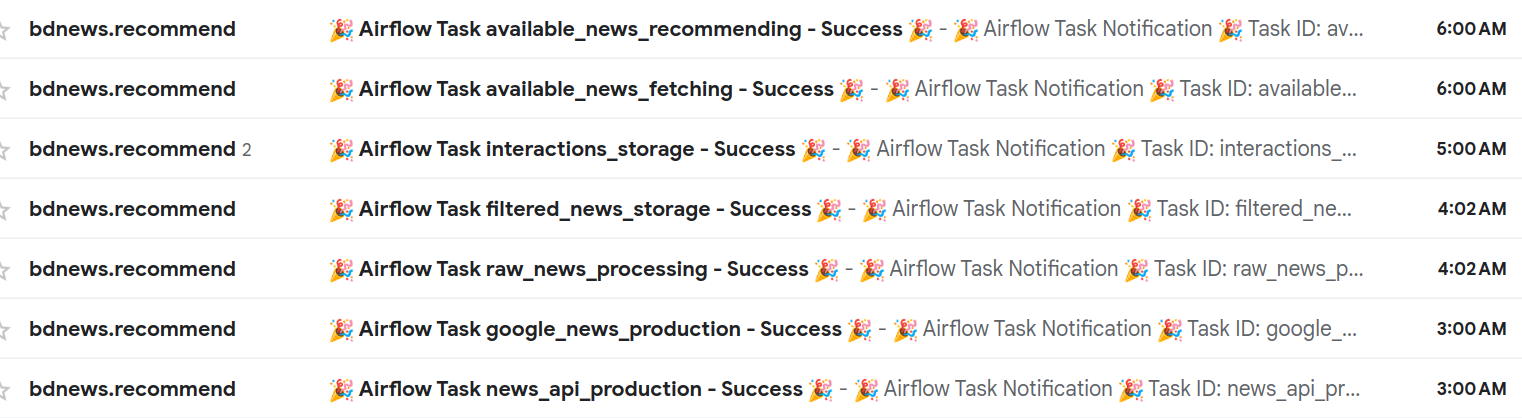 bdnews.recommend 🎉 Airflow Task available_news_recommending - Success 🎉 - 🎉 Airflow Task Notification 🎉 Task ID: av... 6:00 AM
bdnews.recommend 🎉 Airflow Task available_news_fetching - Success 🎉 - 🎉 Airflow Task Notification 🎉 Task ID: available... 6:00 AM
bdnews.recommend 2 🎉 Airflow Task interactions_storage - Success 🎉 - 🎉 Airflow Task Notification 🎉 Task ID: interactions_... 5:00 AM
bdnews.recommend 🎉 Airflow Task filtered_news_storage - Success 🎉 - 🎉 Airflow Task Notification 🎉 Task ID: filtered_ne... 4:02 AM
bdnews.recommend 🎉 Airflow Task raw_news_processing - Success 🎉 - 🎉 Airflow Task Notification 🎉 Task ID: raw_news_p... 4:02 AM
bdnews.recommend 🎉 Airflow Task google_news_production - Success 🎉 - 🎉 Airflow Task Notification 🎉 Task ID: google_... 3:00 AM
bdnews.recommend 🎉 Airflow Task news_api_production - Success 🎉 - 🎉 Airflow Task Notification 🎉 Task ID: news_api_pr... 3:00 AM